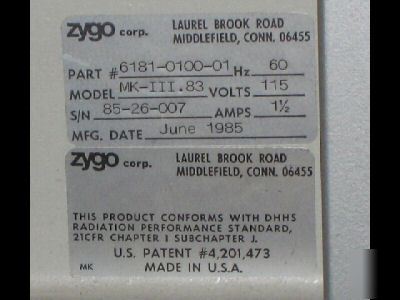 zygo corp. LAUREL BROOK ROAD
MIDDLEFIELD, CONN. 06455
PART # 6181-0100-01 Hz 60
MODEL MK-III.83 VOLTS 115
S/N 85-26-007 AMPS 1½
MFG. DATE June 1985
zygo corp. LAUREL BROOK ROAD
MIDDLEFIELD, CONN. 06455
THIS PRODUCT CONFORMS WITH DHHS
RADIATION PERFORMANCE STANDARD,
21CFR CHAPTER I SUBCHAPTER J.
U.S. PATENT #4,201,473
MK MADE IN U.S.A.